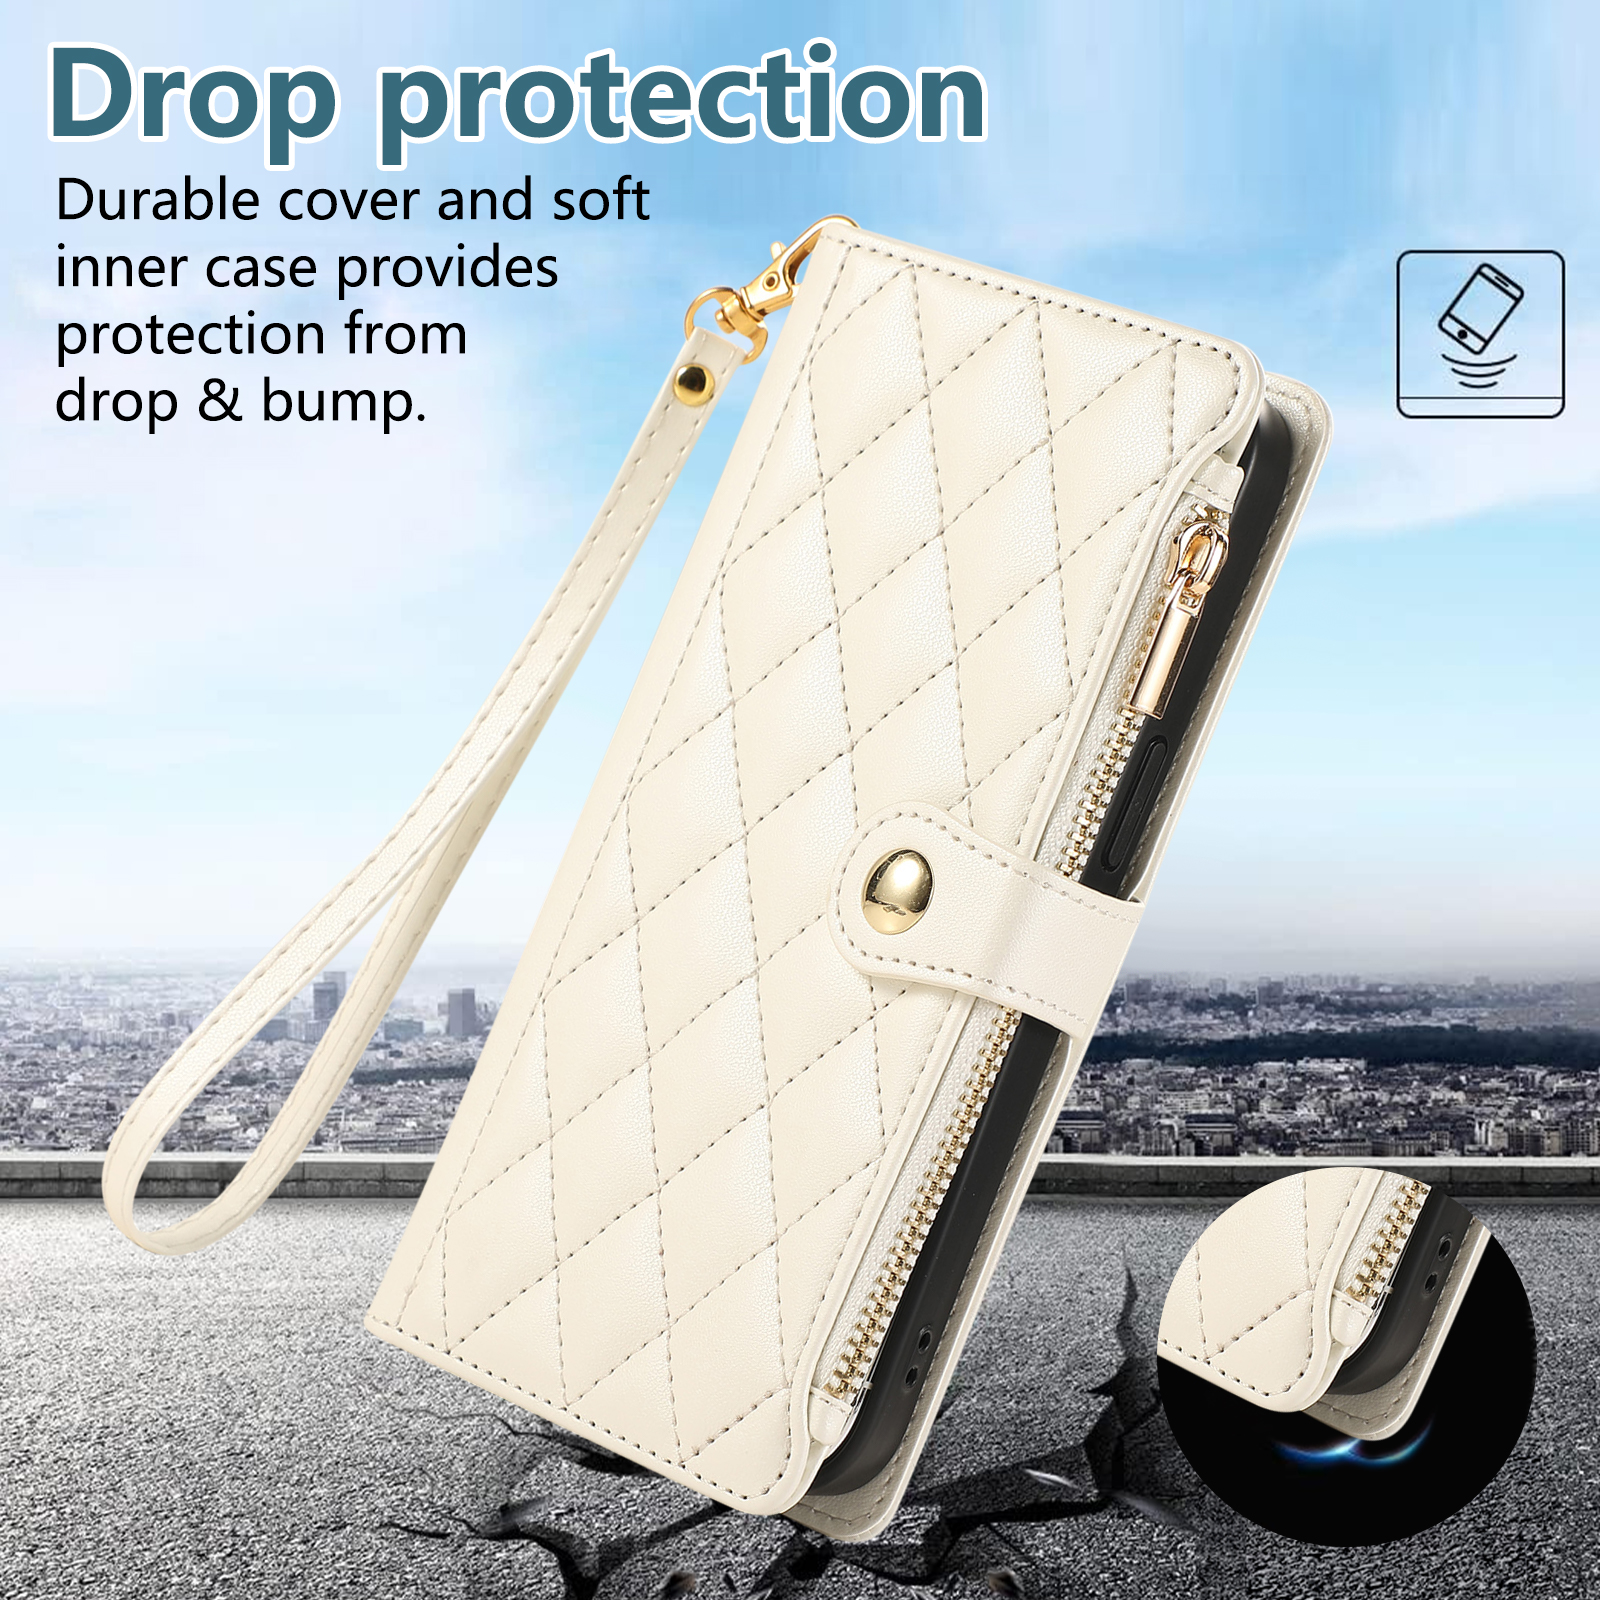 Drop protection
Durable cover and soft
inner case provides
protection from
drop & bump.